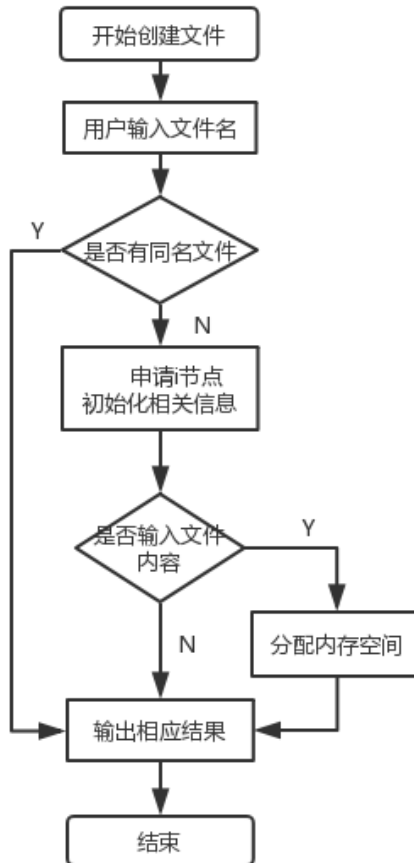 开始创建文件
用户输入文件名
Y
是否有同名文件
N
申请i节点
初始化相关信息
是否输入文件
内容
Y
N
分配内存空间
输出相应结果
结束